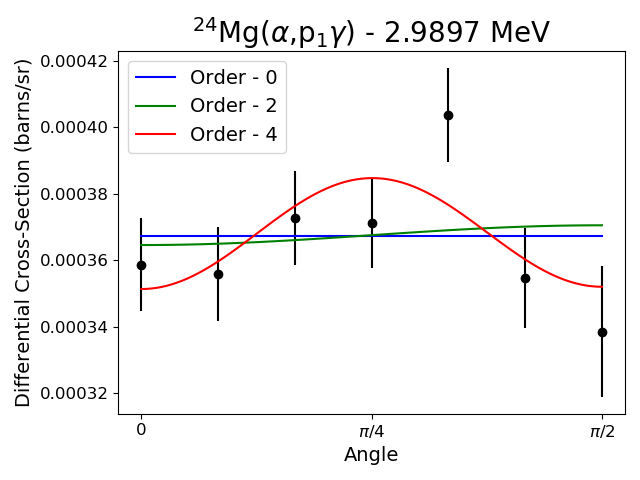 ²⁴Mg(α,p₁γ) - 2.9897 MeV
Differential Cross-Section (barns/sr)
0.00042
0.00040
0.00038
0.00036
0.00034
0.00032
Order - 0
Order - 2
Order - 4
0 π/4 π/2
Angle